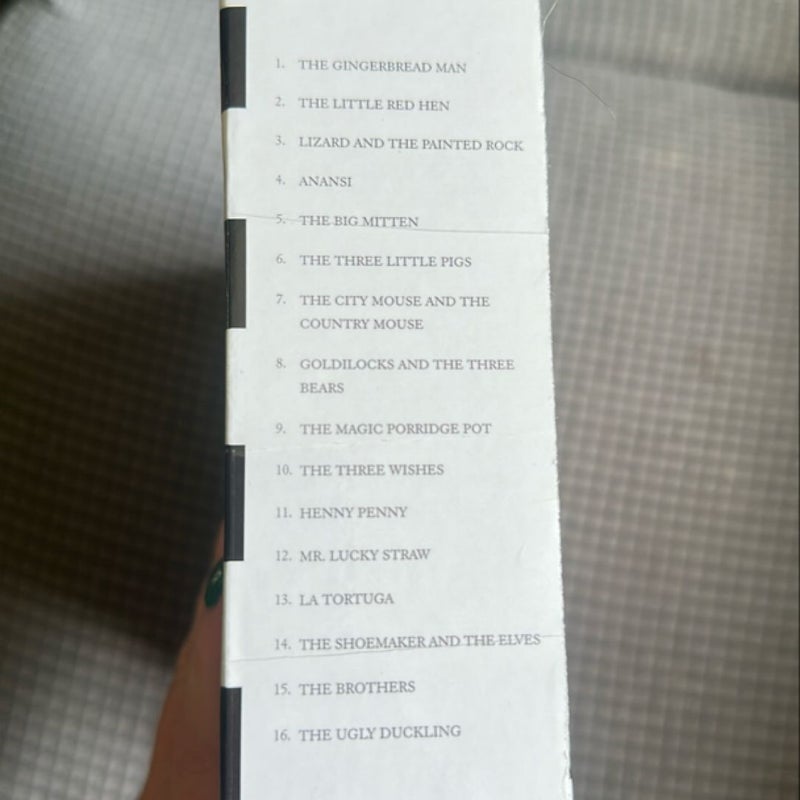 1. THE GINGERBREAD MAN
2. THE LITTLE RED HEN
3. LIZARD AND THE PAINTED ROCK
4. ANANSI
5. THE BIG MITTEN
6. THE THREE LITTLE PIGS
7. THE CITY MOUSE AND THE
COUNTRY MOUSE
8. GOLDILOCKS AND THE THREE
BEARS
9. THE MAGIC PORRIDGE POT
10. THE THREE WISHES
11. HENNY PENNY
12. MR. LUCKY STRAW
13. LA TORTUGA
14. THE SHOEMAKER AND THE ELVES
15. THE BROTHERS
16. THE UGLY DUCKLING